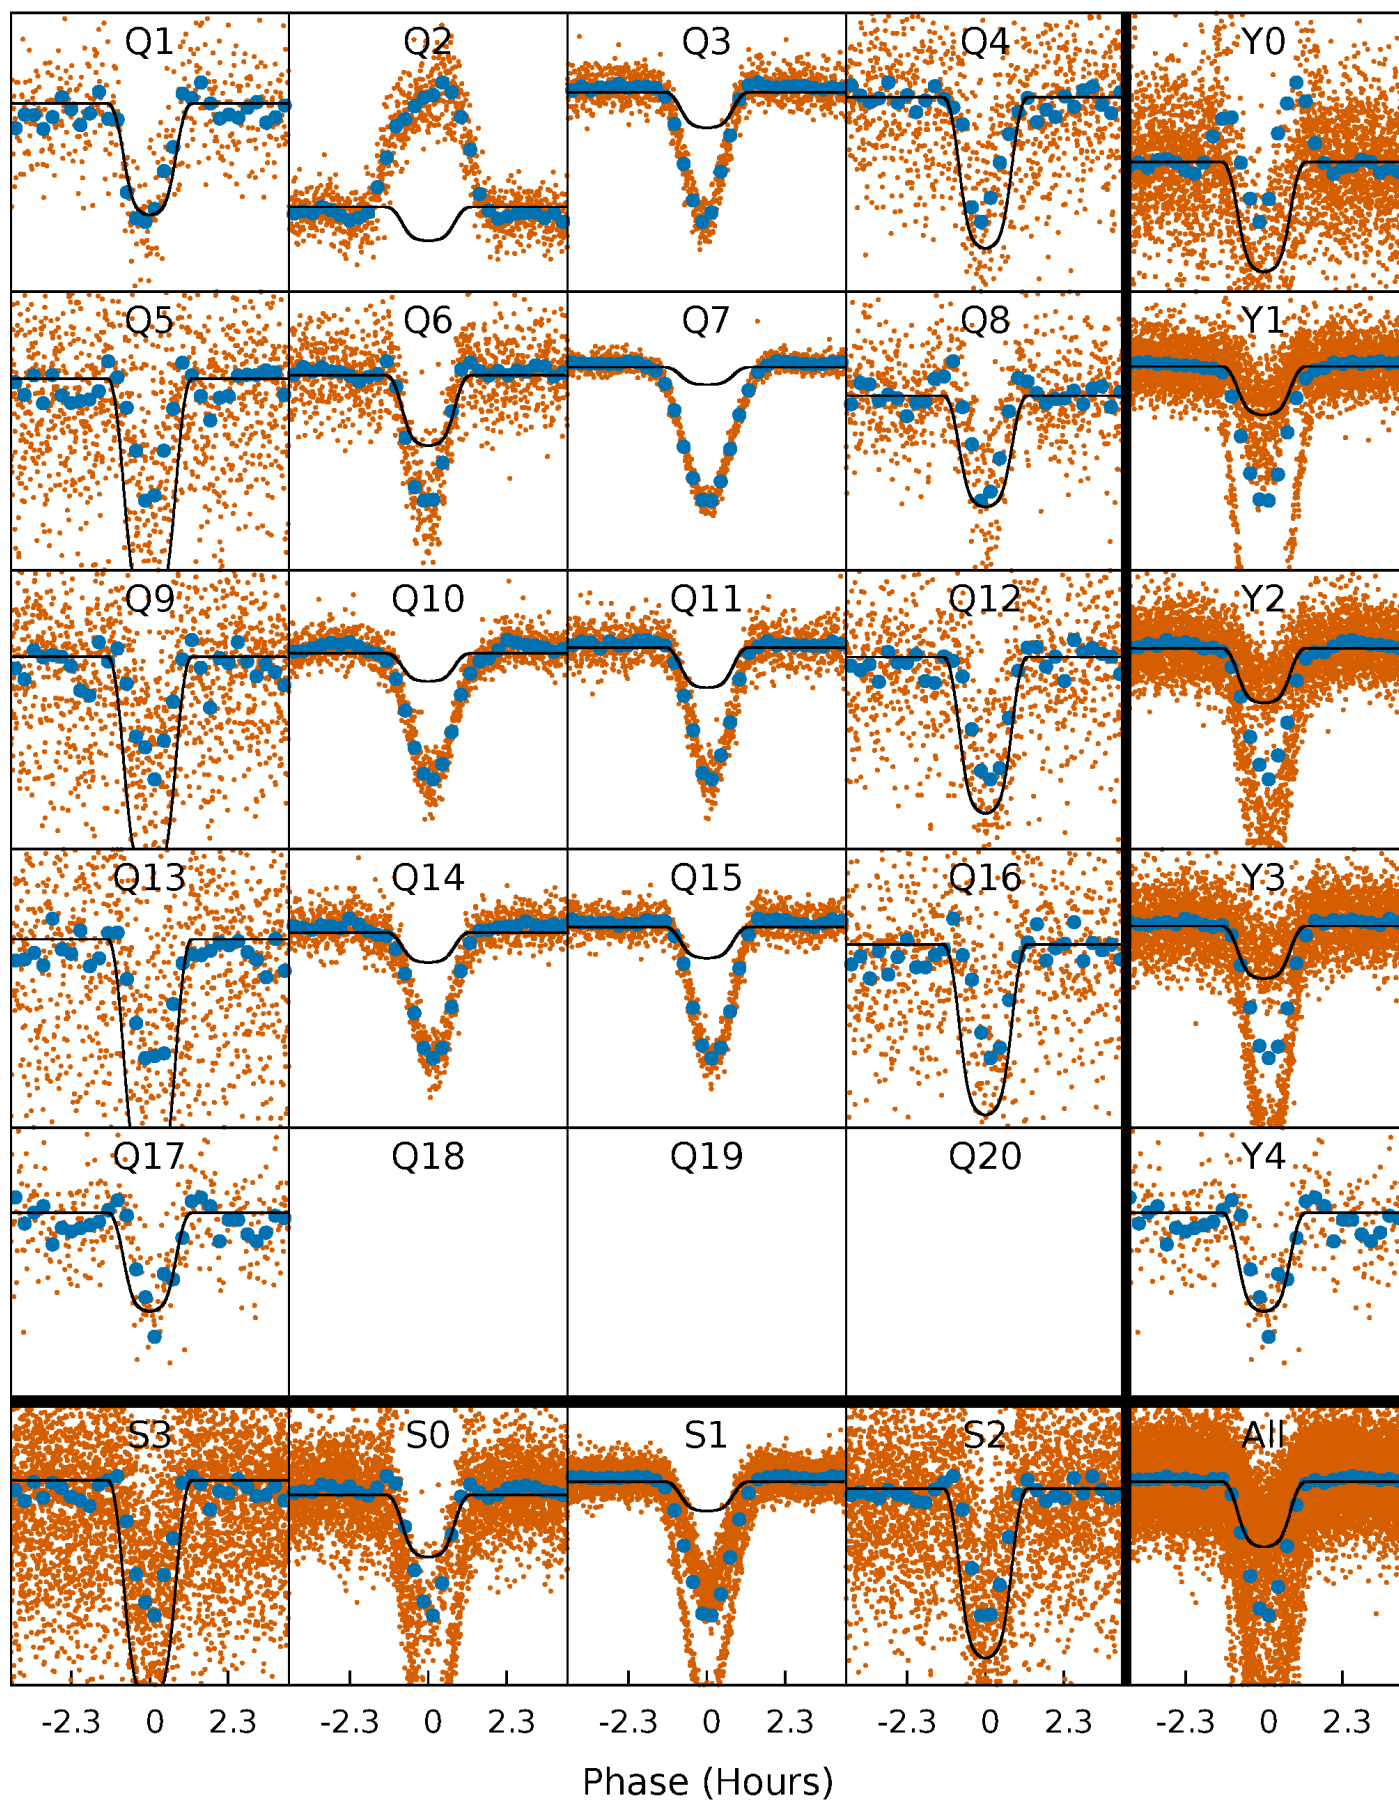 Q1 Q2 Q3 Q4 Y0
Q5 Q6 Q7 Q8 Y1
Q9 Q10 Q11 Q12 Y2
Q13 Q14 Q15 Q16 Y3
Q17 Q18 Q19 Q20 Y4
S3 S0 S1 S2 All
-2.3 0 2.3 -2.3 0 2.3 -2.3 0 2.3 -2.3 0 2.3 -2.3 0 2.3
Phase (Hours)